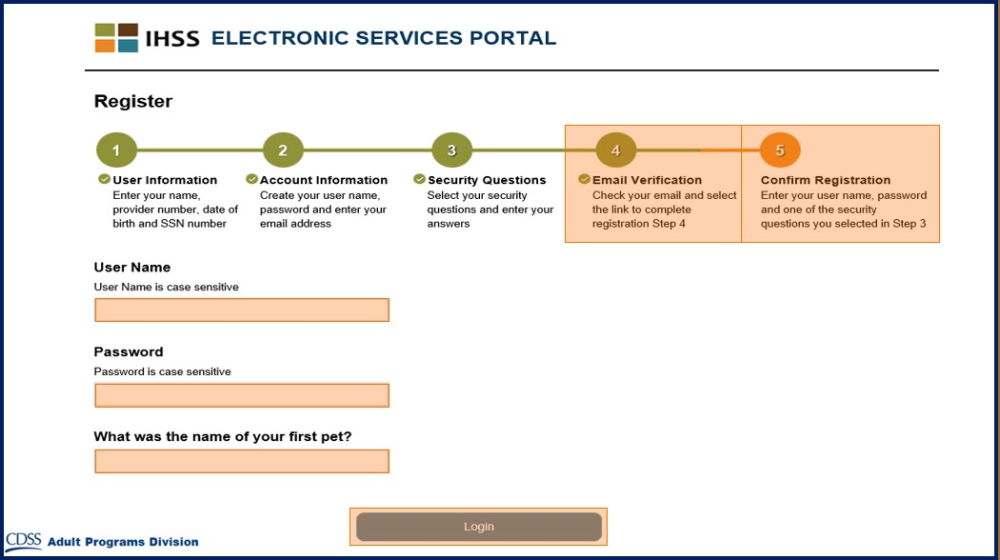 IHSS ELECTRONIC SERVICES PORTAL
Register
1 2 3 4 5
User Information
Enter your name,
provider number, date of
birth and SSN number
Account Information
Create your user name,
password and enter your
email address
Security Questions
Select your security
questions and enter your
answers
Email Verification
Check your email and select
the link to complete
registration Step 4
Confirm Registration
Enter your user name, password
and one of the security
questions you selected in Step 3
User Name
User Name is case sensitive
Password
Password is case sensitive
What was the name of your first pet?
Login
CDSS Adult Programs Division